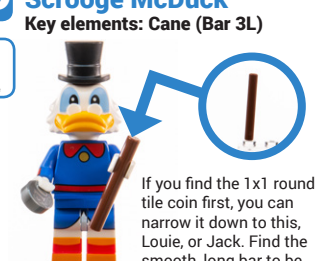 Scrooge McDuck
Key elements: Cane (Bar 3L)
If you find the 1x1 round
tile coin first, you can
narrow it down to this,
Louie, or Jack. Find the
smooth, long bar to be